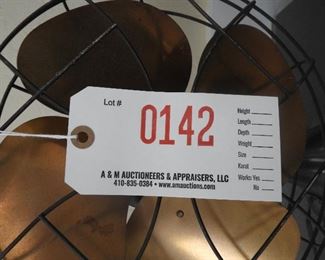 Lot #
0142
Height
Length
Depth
Weight
Size
Karat
Works: Yes
No
A & M AUCTIONEERS & APPRAISERS, LLC
410-835-0384 • www.amauctions.com